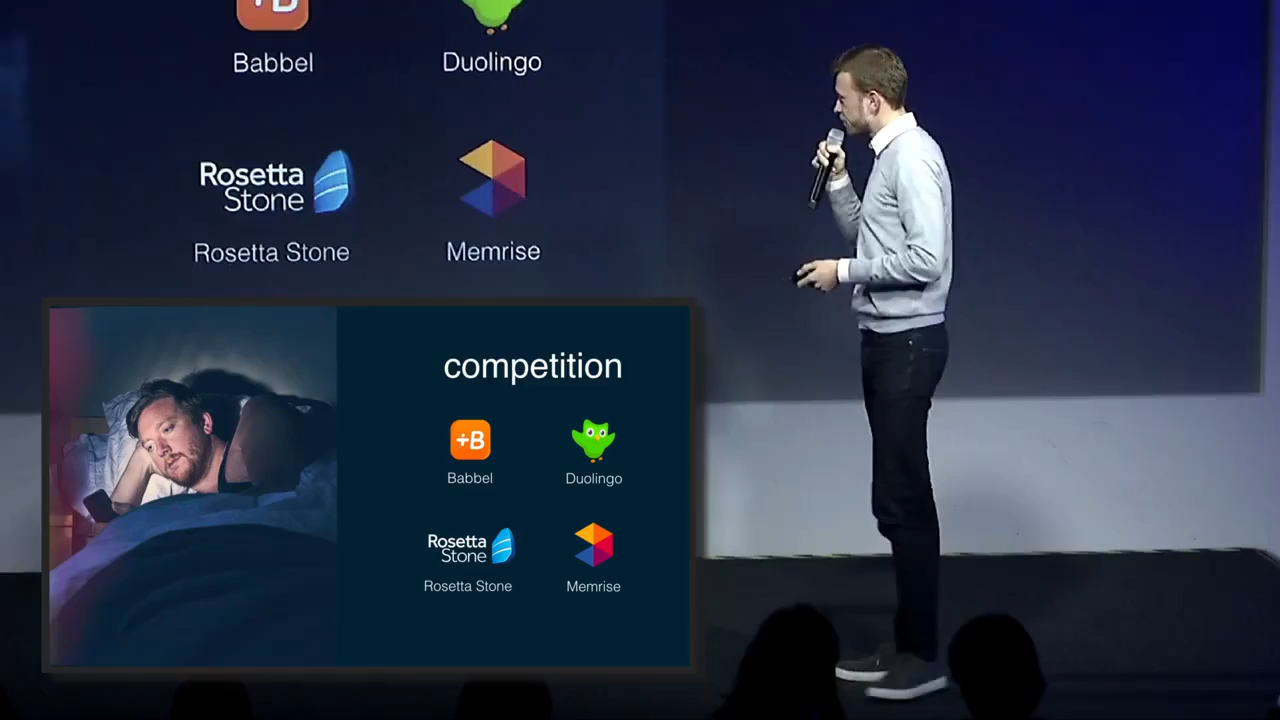 +B
Babbel
Duolingo
Rosetta
Stone
Rosetta Stone
Memrise
competition
+B
Babbel
Duolingo
Rosetta
Stone
Rosetta Stone
Memrise